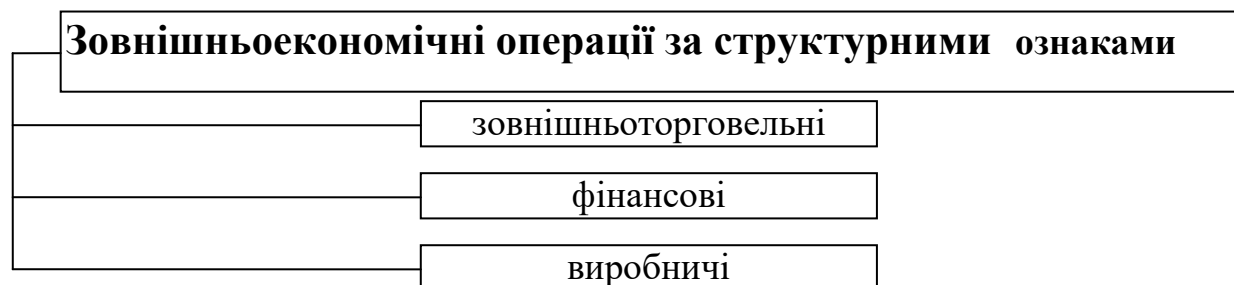 Зовнішньоекономічні операції за структурними ознаками
зовнішньоторговельні
фінансові
виробничі